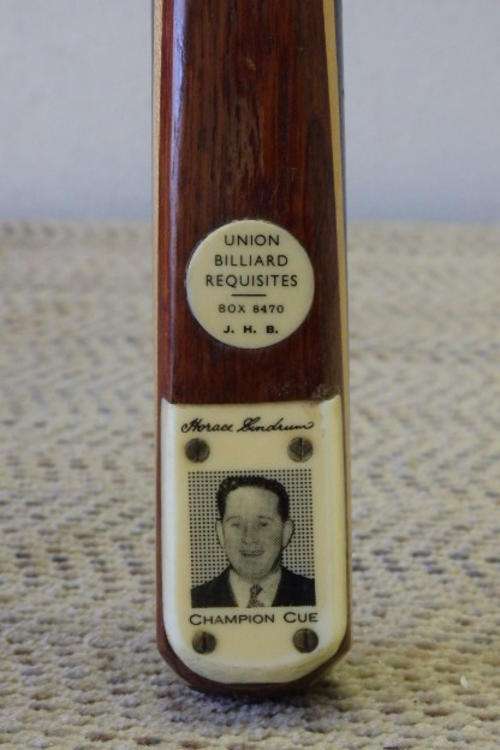 UNION
BILLIARD
REQUISITES
BOX 8470
J. H. B.
Horace Lindrum
CHAMPION CUE